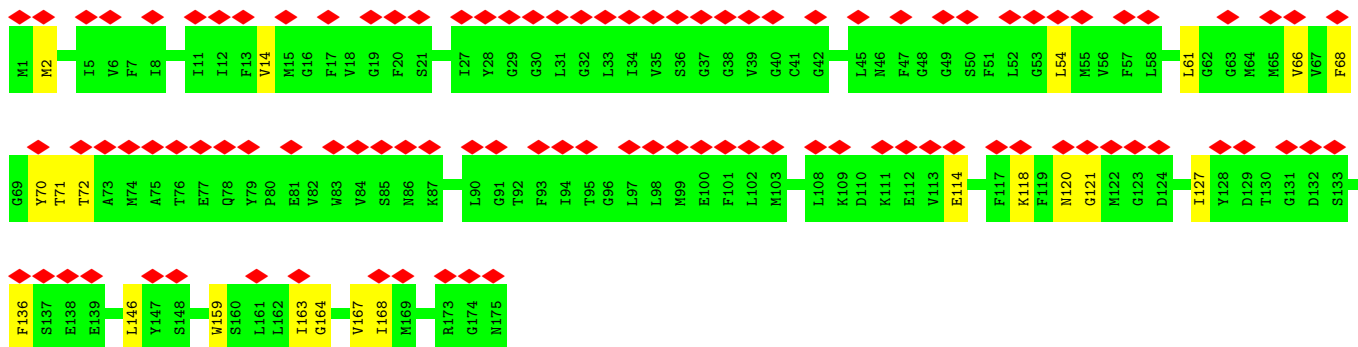 M1 M2 I5 V6 F7 I8 I11 I12 F13 V14 M15 G16 F17 V18 G19 F20 S21 I27 Y28 G29 G30 L31 G32 L33 I34 V35 S36 G37 G38 V39 G40 C41 G42 L45 N46 F47 G48 G49 S50 F51 L52 G53 L54 M55 V56 F57 L58 L61 G62 G63 M64 M65 V66 V67 F68
G69 Y70 T71 T72 A73 M74 A75 T76 E77 Q78 Y79 P80 E81 V82 W83 V84 S85 N86 K87 L90 G91 T92 F93 I94 T95 G96 L97 L98 M99 E100 F101 L102 M103 L108 K109 D110 K111 E112 V113 E114 F117 K118 F119 N120 G121 M122 G123 D124 I127 Y128 D129 T130 G131 D132 S133
F136 S137 E138 E139 L146 Y147 S148 W159 S160 L161 L162 I163 G164 V167 I168 M169 R173 G174 N175